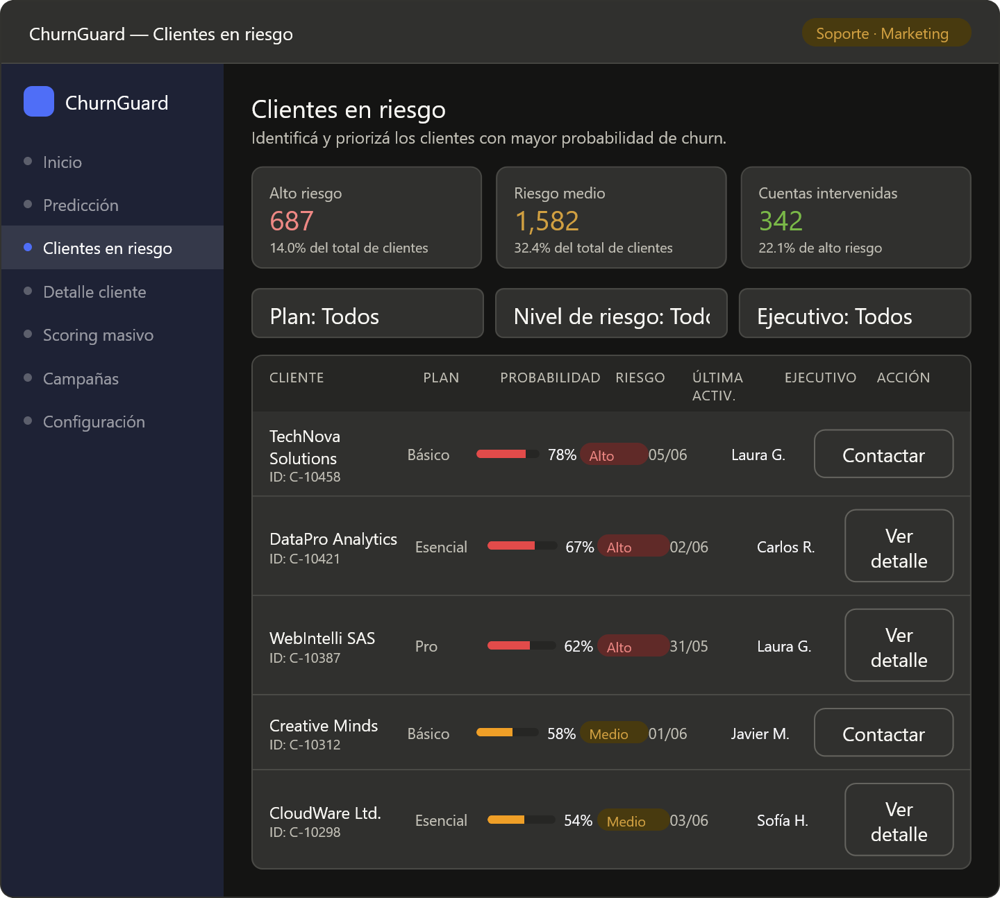 ChurnGuard — Clientes en riesgo
Soporte · Marketing
ChurnGuard
Inicio
Predicción
Clientes en riesgo
Detalle cliente
Scoring masivo
Campañas
Configuración
Clientes en riesgo
Identificá y priorizá los clientes con mayor probabilidad de churn.
Alto riesgo
687
14.0% del total de clientes
Riesgo medio
1,582
32.4% del total de clientes
Cuentas intervenidas
342
22.1% de alto riesgo
Plan: Todos
Nivel de riesgo: Todo
Ejecutivo: Todos
CLIENTE PLAN PROBABILIDAD RIESGO ÚLTIMA ACTIV. EJECUTIVO ACCIÓN
TechNova
Solutions
ID: C-10458
Básico 78% Alto 05/06 Laura G. Contactar
DataPro Analytics
ID: C-10421
Esencial 67% Alto 02/06 Carlos R. Ver detalle
WebIntelli SAS
ID: C-10387
Pro 62% Alto 31/05 Laura G. Ver detalle
Creative Minds
ID: C-10312
Básico 58% Medio 01/06 Javier M. Contactar
CloudWare Ltd.
ID: C-10298
Esencial 54% Medio 03/06 Sofía H. Ver detalle